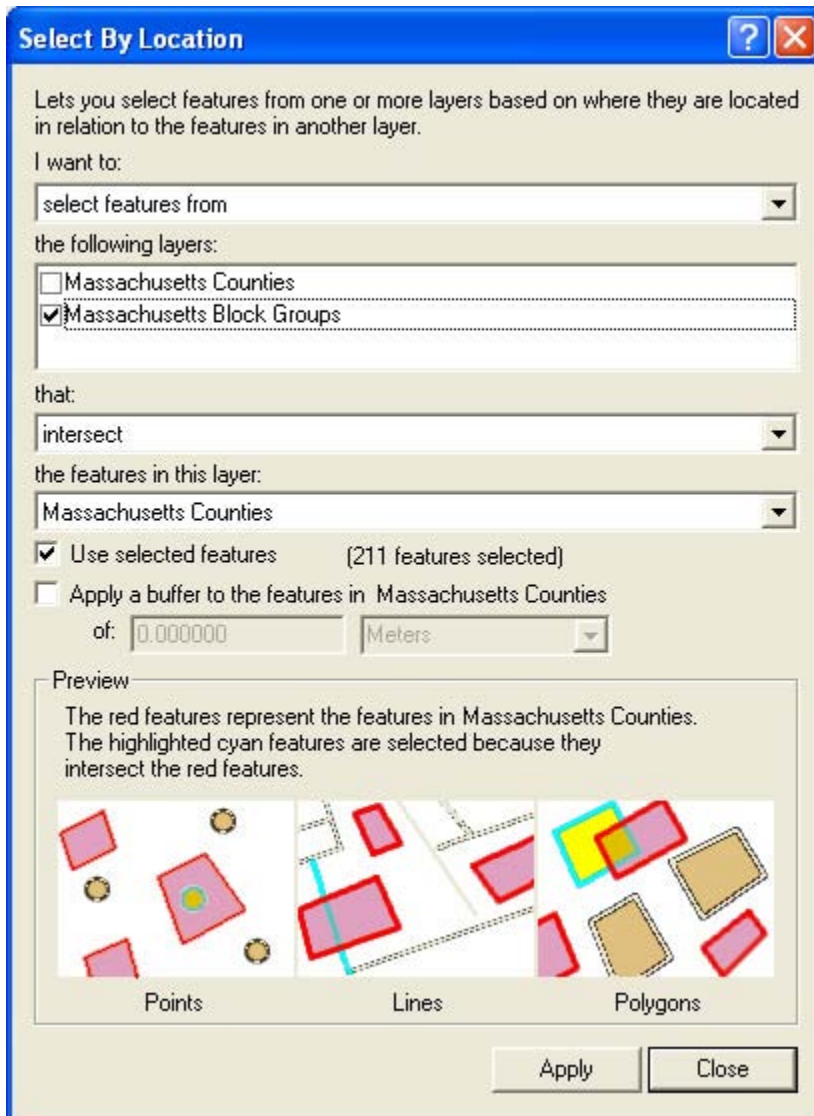 Select By Location
Lets you select features from one or more layers based on where they are located
in relation to the features in another layer.
I want to:
select features from
the following layers:
Massachusetts Counties
Massachusetts Block Groups
that:
intersect
the features in this layer:
Massachusetts Counties
Use selected features (211 features selected)
Apply a buffer to the features in Massachusetts Counties
of: 0.000000 Meters
Preview
The red features represent the features in Massachusetts Counties.
The highlighted cyan features are selected because they
intersect the red features.
Points Lines Polygons
Apply Close